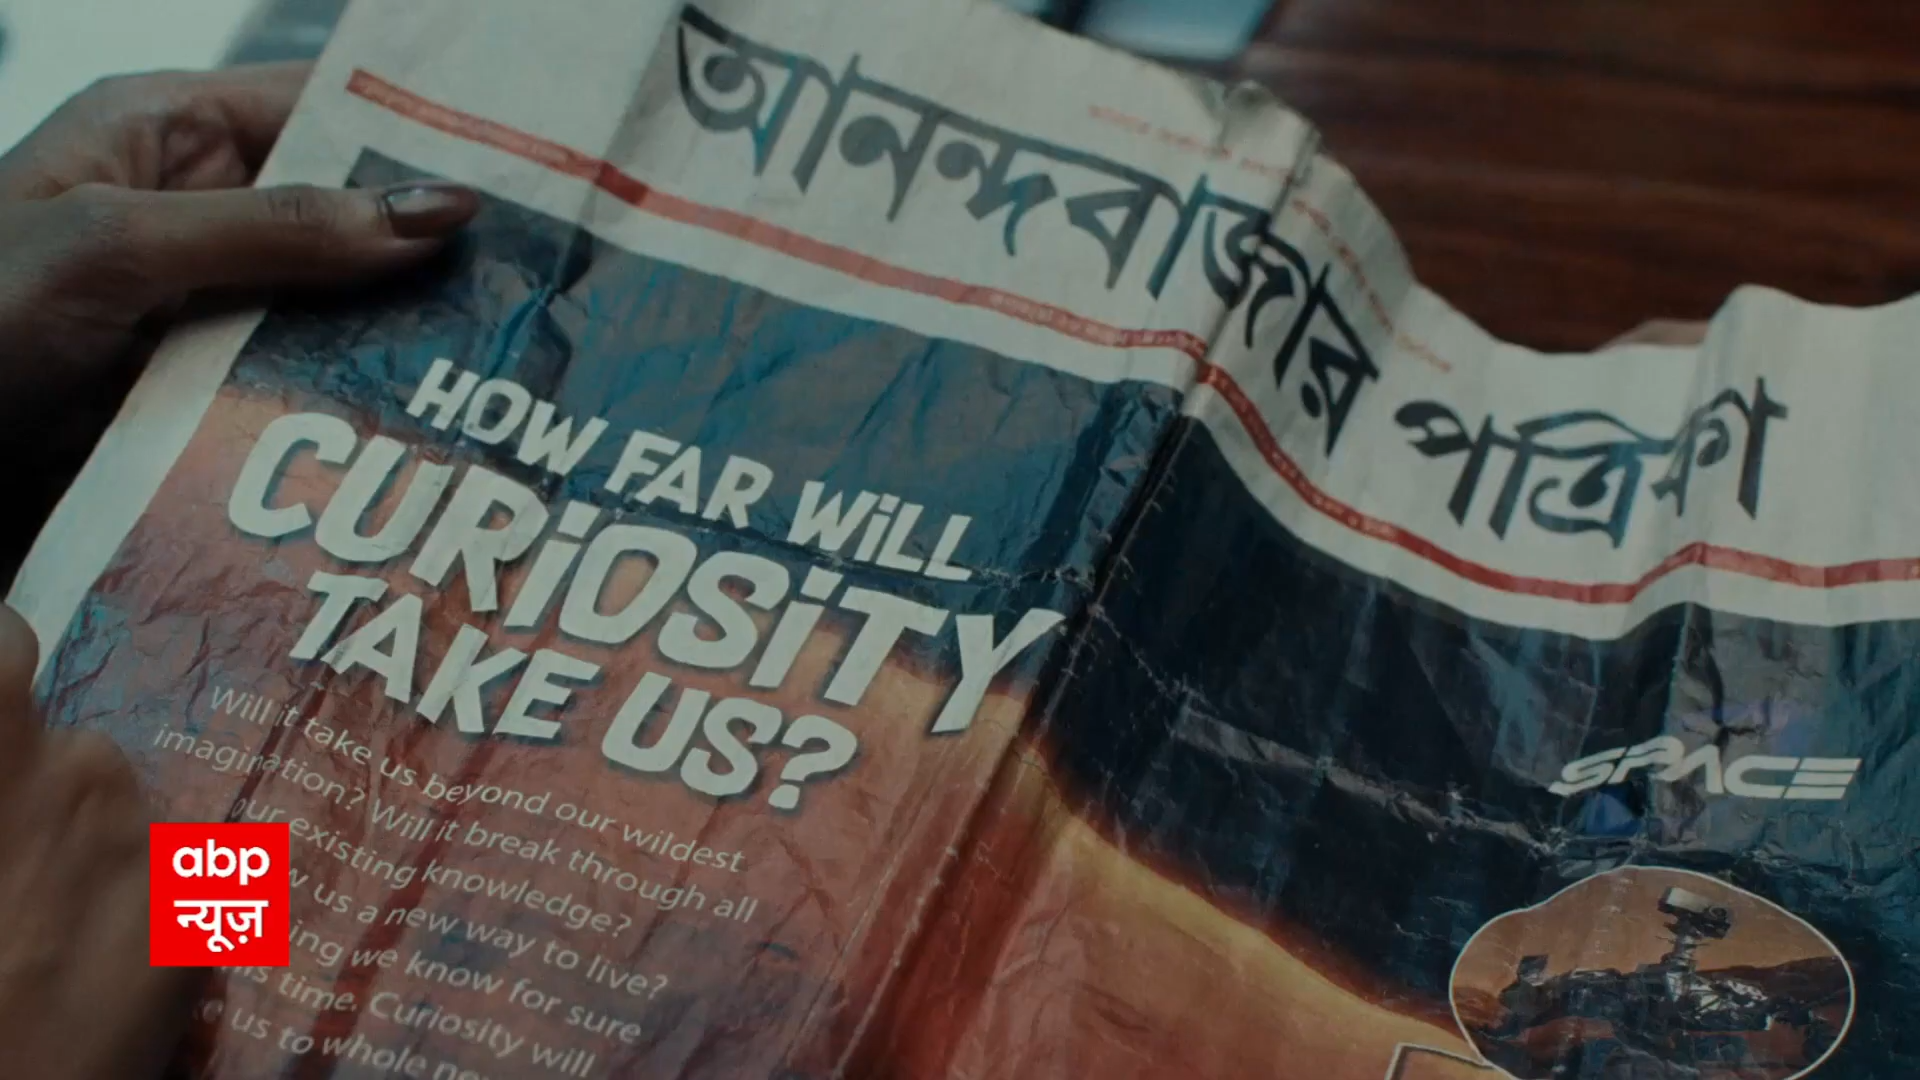 আনন্দবাজার পত্রিকা
HOW FAR WiLL
CURiOSiTY
TAKE US?
Will it take us beyond our wildest
imagination? Will it break through all
our existing knowledge?
us a new way to live?
we know for sure
time. Curiosity will
us to whole
SPACE
abp
न्यूज़